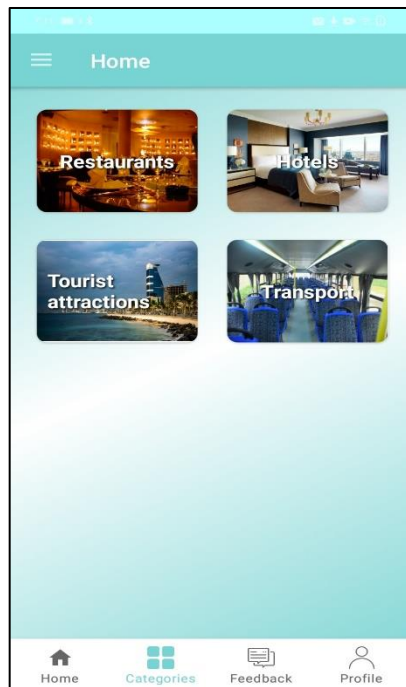 Home
Restaurants
Hotels
Tourist
attractions
Transport
Home
Categories
Feedback
Profile